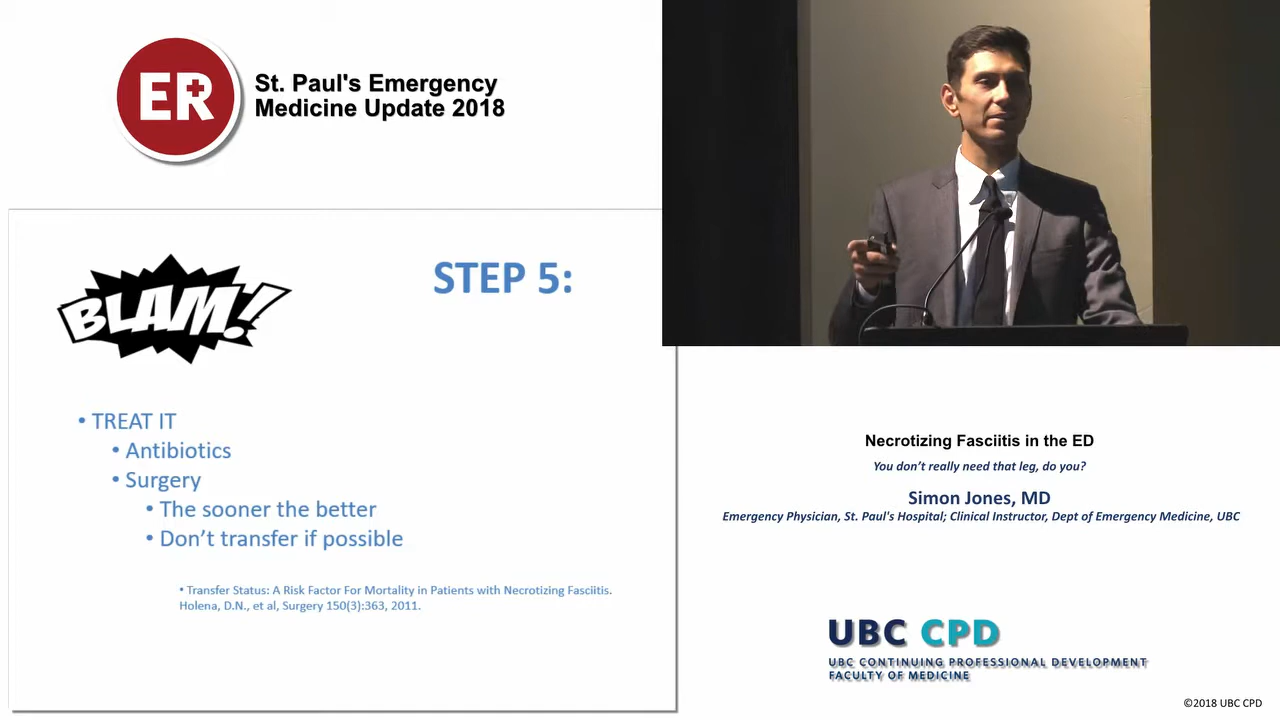 ER
St. Paul's Emergency
Medicine Update 2018
BLAM!
STEP 5:
• TREAT IT
• Antibiotics
• Surgery
• The sooner the better
• Don't transfer if possible
• Transfer Status: A Risk Factor For Mortality in Patients with Necrotizing Fasciitis.
Holena, D.N., et al, Surgery 150(3):363, 2011.
Necrotizing Fasciitis in the ED
You don't really need that leg, do you?
Simon Jones, MD
Emergency Physician, St. Paul's Hospital; Clinical Instructor, Dept of Emergency Medicine, UBC
UBC CPD
UBC CONTINUING PROFESSIONAL DEVELOPMENT
FACULTY OF MEDICINE
©2018 UBC CPD